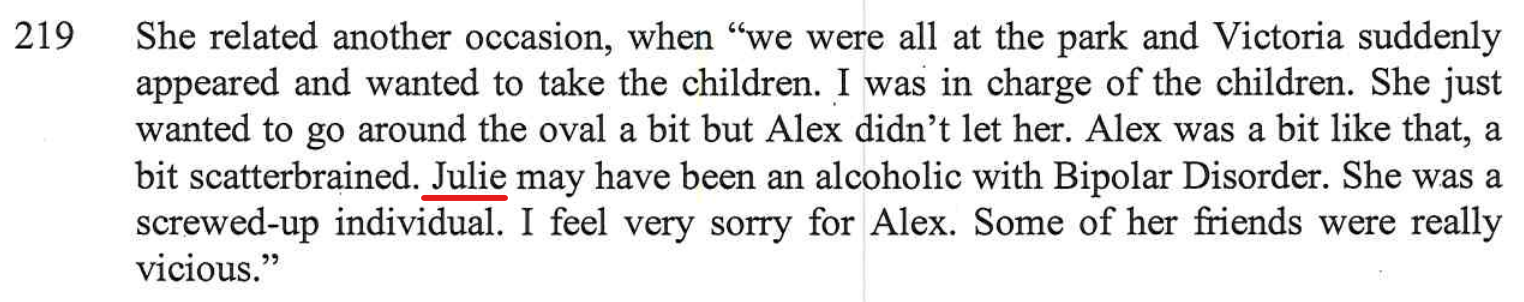 219 She related another occasion, when “we were all at the park and Victoria suddenly
appeared and wanted to take the children. I was in charge of the children. She just
wanted to go around the oval a bit but Alex didn’t let her. Alex was a bit like that, a
bit scatterbrained. Julie may have been an alcoholic with Bipolar Disorder. She was a
screwed-up individual. I feel very sorry for Alex. Some of her friends were really
vicious.”